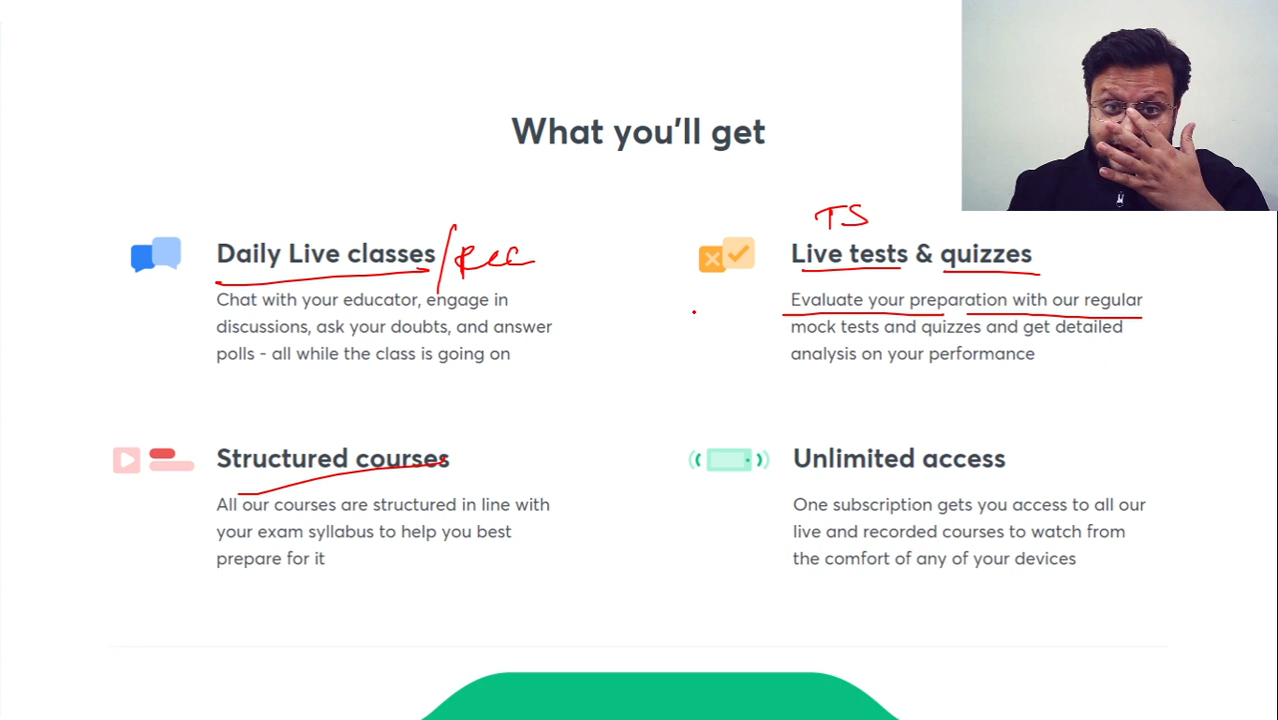 What you'll get
TS
Daily Live classes /Rec
Chat with your educator, engage in
discussions, ask your doubts, and answer
polls - all while the class is going on
Live tests & quizzes
Evaluate your preparation with our regular
mock tests and quizzes and get detailed
analysis on your performance
Structured courses
All our courses are structured in line with
your exam syllabus to help you best
prepare for it
Unlimited access
One subscription gets you access to all our
live and recorded courses to watch from
the comfort of any of your devices